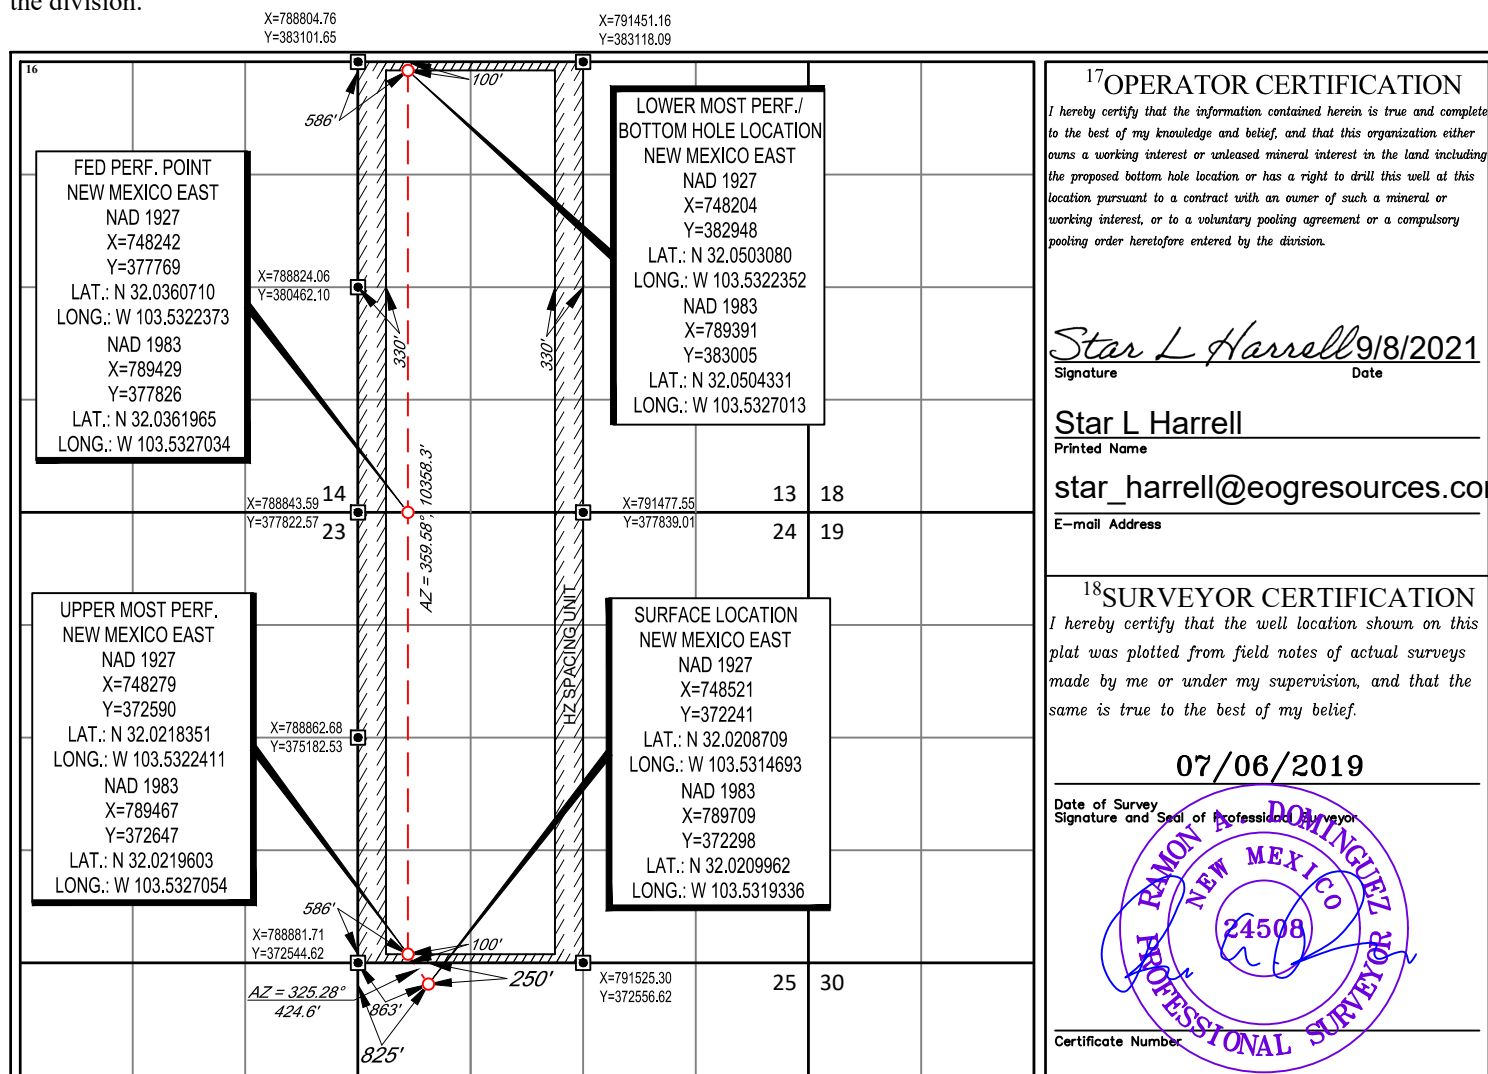 the division.
X=788804.76
Y=383101.65
X=791451.16
Y=383118.09
16
100'
586'
FED PERF. POINT
NEW MEXICO EAST
NAD 1927
X=748242
Y=377769
LAT.: N 32.0360710
LONG.: W 103.5322373
NAD 1983
X=789429
Y=377826
LAT.: N 32.0361965
LONG.: W 103.5327034
LOWER MOST PERF./
BOTTOM HOLE LOCATION
NEW MEXICO EAST
NAD 1927
X=748204
Y=382948
LAT.: N 32.0503080
LONG.: W 103.5322352
NAD 1983
X=789391
Y=383005
LAT.: N 32.0504331
LONG.: W 103.5327013
X=788824.06
Y=380462.10
330'
330'
AZ = 359.58°, 10358.3'
X=788843.59
Y=377822.57
14
23
X=791477.55
Y=377839.01
13 18
24 19
HZ SPACING UNIT
UPPER MOST PERF.
NEW MEXICO EAST
NAD 1927
X=748279
Y=372590
LAT.: N 32.0218351
LONG.: W 103.5322411
NAD 1983
X=789467
Y=372647
LAT.: N 32.0219603
LONG.: W 103.5327054
X=788862.68
Y=375182.53
SURFACE LOCATION
NEW MEXICO EAST
NAD 1927
X=748521
Y=372241
LAT.: N 32.0208709
LONG.: W 103.5314693
NAD 1983
X=789709
Y=372298
LAT.: N 32.0209962
LONG.: W 103.5319336
586'
100'
X=788881.71
Y=372544.62
250'
X=791525.30
Y=372556.62
25 30
AZ = 325.28°
424.6'
863'
825'
17 OPERATOR CERTIFICATION
I hereby certify that the information contained herein is true and complete
to the best of my knowledge and belief, and that this organization either
owns a working interest or unleased mineral interest in the land including
the proposed bottom hole location or has a right to drill this well at this
location pursuant to a contract with an owner of such a mineral or
working interest, or to a voluntary pooling agreement or a compulsory
pooling order heretofore entered by the division.
Star L Harrell 9/8/2021
Signature Date
Star L Harrell
Printed Name
star_harrell@eogresources.co
E-mail Address
18 SURVEYOR CERTIFICATION
I hereby certify that the well location shown on this
plat was plotted from field notes of actual surveys
made by me or under my supervision, and that the
same is true to the best of my belief.
07/06/2019
Date of Survey
Signature and Seal of Professional Surveyor
RAMON A. DOMINGUEZ
NEW MEXICO
24508
PROFESSIONAL SURVEYOR
Certificate Number